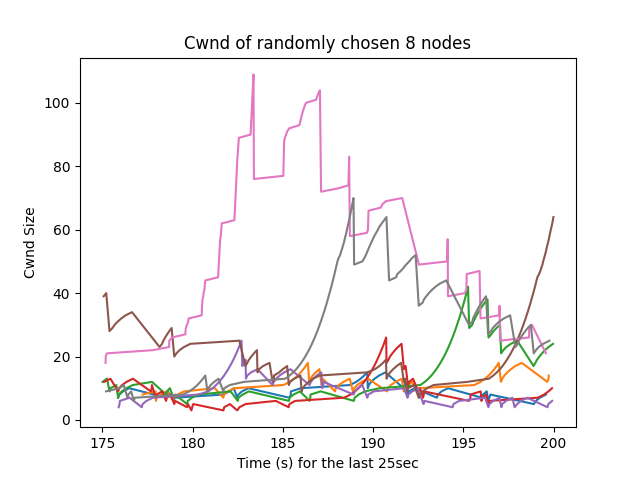 Cwnd of randomly chosen 8 nodes
100
80
60
40
20
0
Cwnd Size
175 180 185 190 195 200
Time (s) for the last 25sec